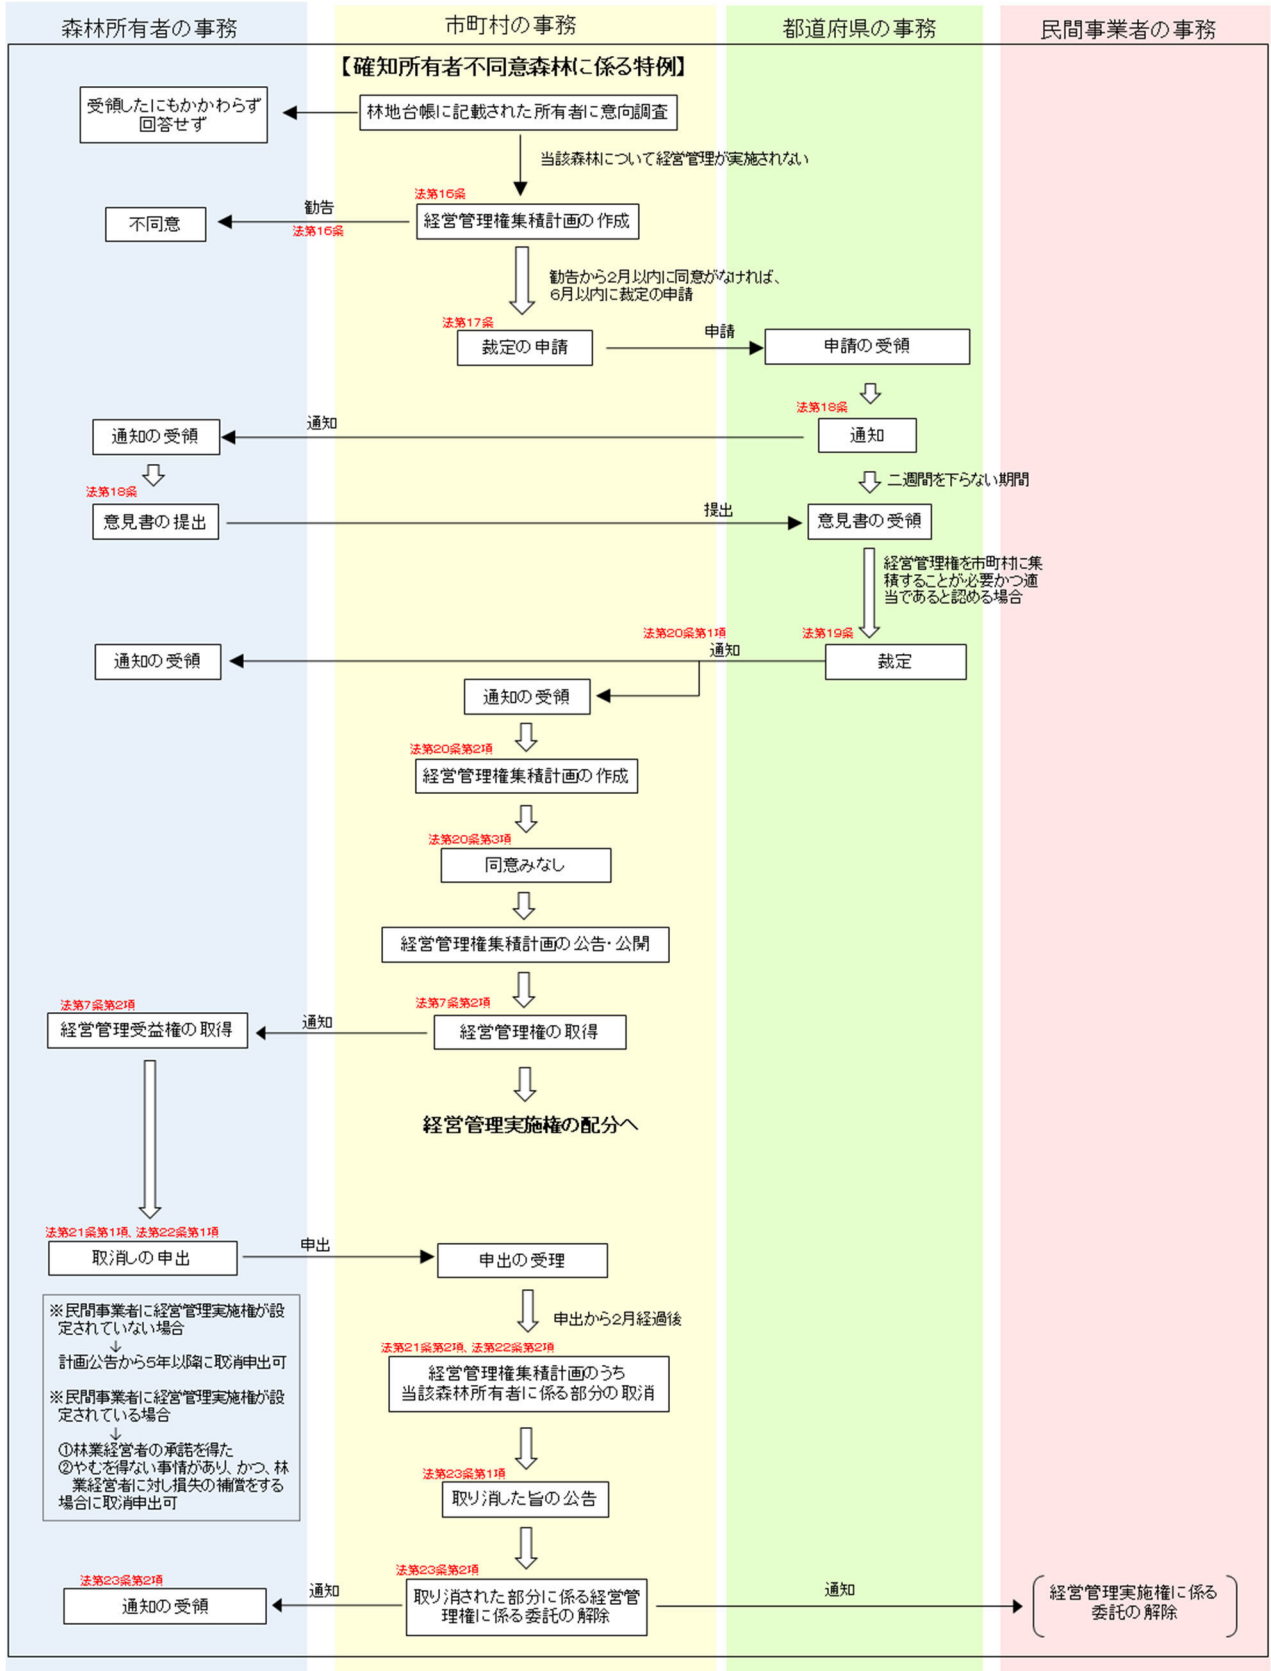 森林所有者の事務
市町村の事務
都道府県の事務
民間事業者の事務
【確知所有者不同意森林に係る特例】
受領したにもかかわらず
回答せず
林地台帳に記載された所有者に意向調査
当該森林について経営管理が実施されない
法第16条
経営管理権集積計画の作成
勧告
法第16条
不同意
勧告から2月以内に同意がなければ、
6月以内に裁定の申請
法第17条
裁定の申請
申請
申請の受領
法第18条
通知
通知
通知の受領
二週間を下らない期間
法第18条
意見書の提出
提出
意見書の受領
経営管理権を市町村に集
積することが必要かつ適
当であると認める場合
法第20条第1項
法第19条
通知
裁定
通知の受領
通知の受領
法第20条第2項
経営管理権集積計画の作成
法第20条第3項
同意みなし
経営管理権集積計画の公告・公開
法第7条第2項
経営管理受益権の取得
通知
法第7条第2項
経営管理権の取得
経営管理実施権の配分へ
法第21条第1項、法第22条第1項
取消しの申出
申出
申出の受理
申出から2月経過後
※民間事業者に経営管理実施権が設
定されていない場合
↓
計画公告から5年以降に取消申出可
※民間事業者に経営管理実施権が設
定されている場合
↓
①林業経営者の承諾を得た
②やむを得ない事情があり、かつ、林
業経営者に対し損失の補償をする
場合に取消申出可
法第21条第2項、法第22条第2項
経営管理権集積計画のうち
当該森林所有者に係る部分の取消
法第23条第1項
取り消した旨の公告
法第23条第2項
通知の受領
通知
法第23条第2項
取り消された部分に係る経営管
理権に係る委託の解除
通知
経営管理実施権に係る
委託の解除